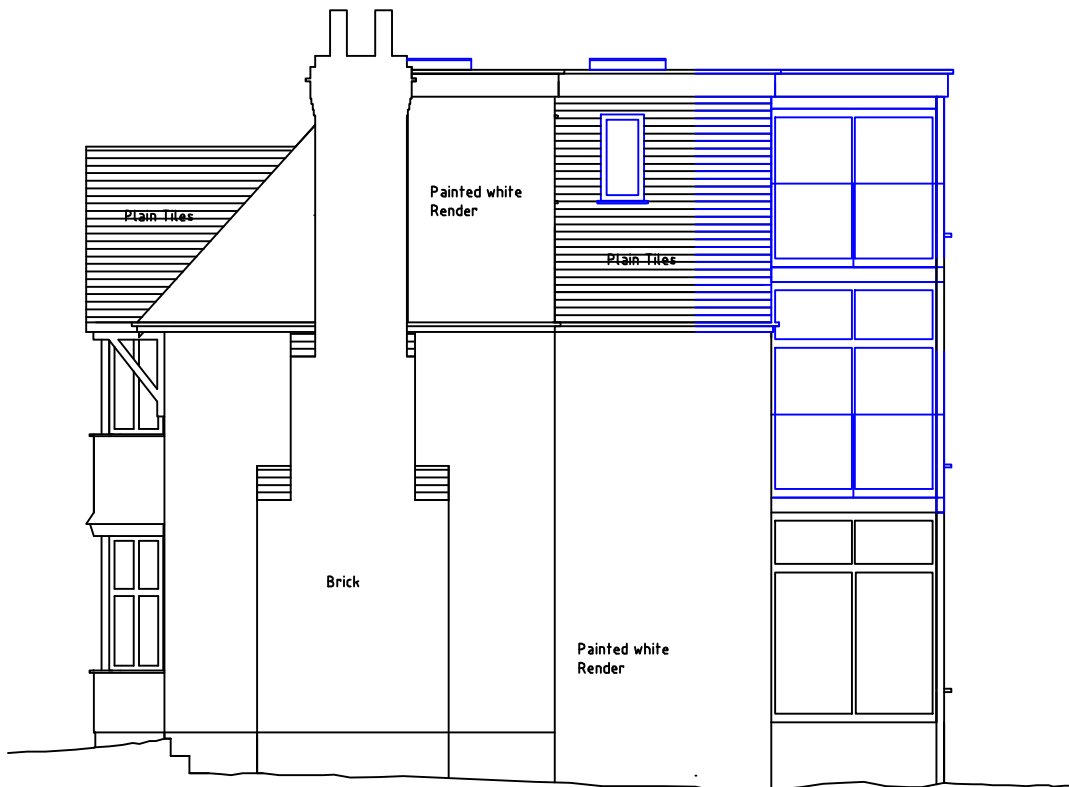 Painted white
Render
Plain Tiles
Plain Tiles
Brick
Painted white
Render